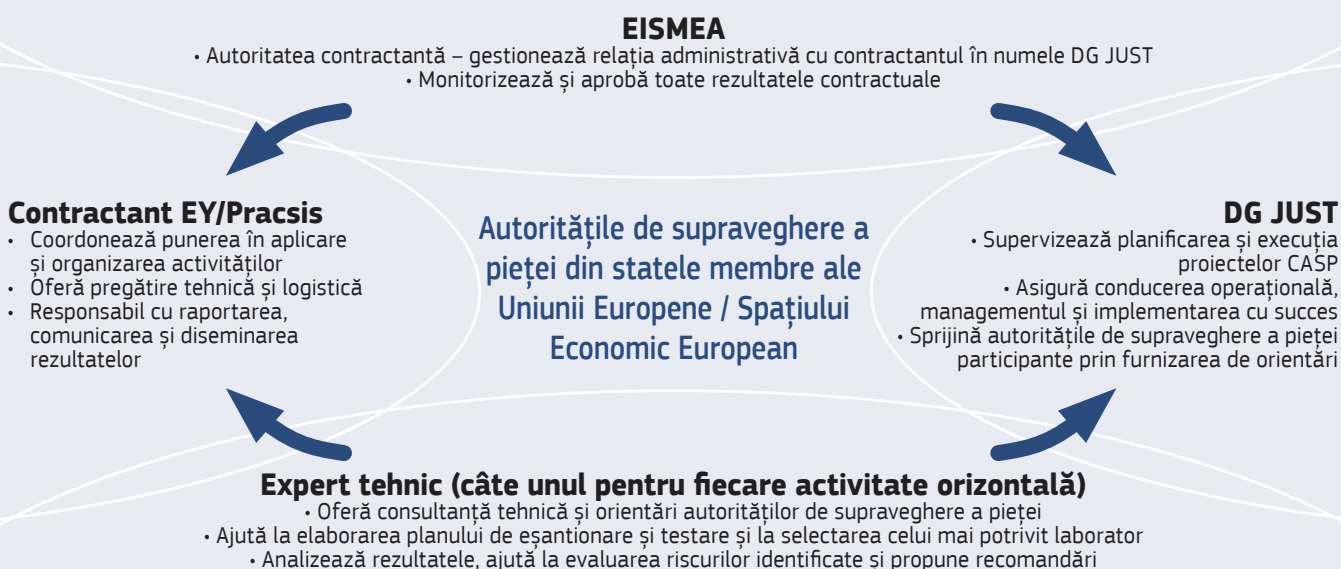 EISMEA
• Autoritatea contractantă – gestionează relația administrativă cu contractantul în numele DG JUST
• Monitorizează și aprobă toate rezultatele contractuale
Contractant EY/Pracsis
• Coordonează punerea în aplicare
și organizarea activităților
• Oferă pregătire tehnică și logistică
• Responsabil cu raportarea,
comunicarea și diseminarea
rezultatelor
Autoritățile de supraveghere a
pieței din statele membre ale
Uniunii Europene / Spațiului
Economic European
DG JUST
• Supervizează planificarea și execuția
proiectelor CASP
• Asigură conducerea operațională,
managementul și implementarea cu succes
• Sprijină autoritățile de supraveghere a pieței
participante prin furnizarea de orientări
Expert tehnic (câte unul pentru fiecare activitate orizontală)
• Oferă consultanță tehnică și orientări autorităților de supraveghere a pieței
• Ajută la elaborarea planului de eșantionare și testare și la selectarea celui mai potrivit laborator
• Analizează rezultatele, ajută la evaluarea riscurilor identificate și propune recomandări